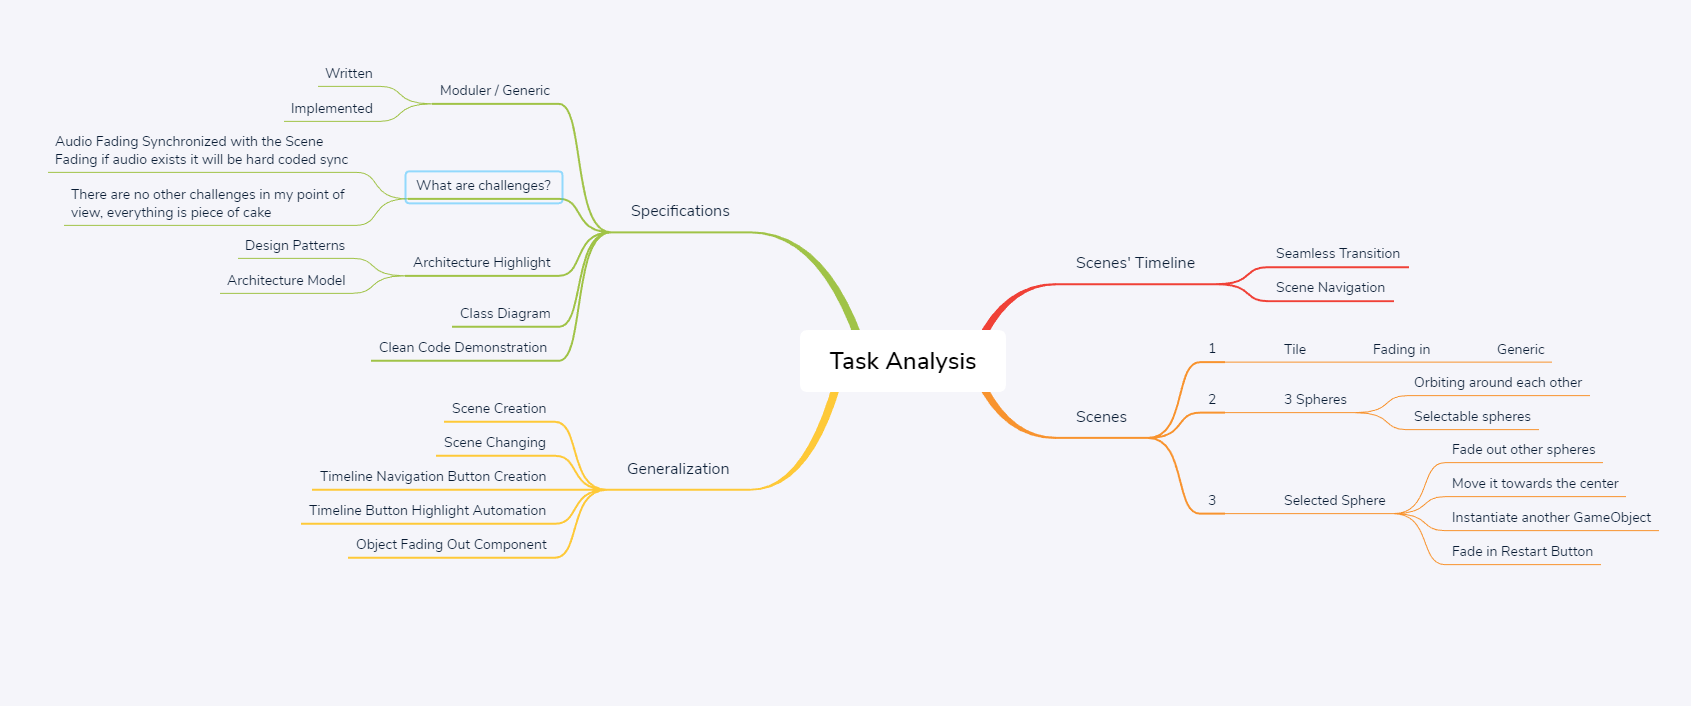 Task Analysis
Specifications
Moduler / Generic
Written
Implemented
What are challenges?
Audio Fading Synchronized with the Scene
Fading if audio exists it will be hard coded sync
There are no other challenges in my point of
view, everything is piece of cake
Architecture Highlight
Design Patterns
Architecture Model
Class Diagram
Clean Code Demonstration
Generalization
Scene Creation
Scene Changing
Timeline Navigation Button Creation
Timeline Button Highlight Automation
Object Fading Out Component
Scenes' Timeline
Seamless Transition
Scene Navigation
Scenes
1
Tile
Fading in
Generic
2
3 Spheres
Orbiting around each other
Selectable spheres
3
Selected Sphere
Fade out other spheres
Move it towards the center
Instantiate another GameObject
Fade in Restart Button